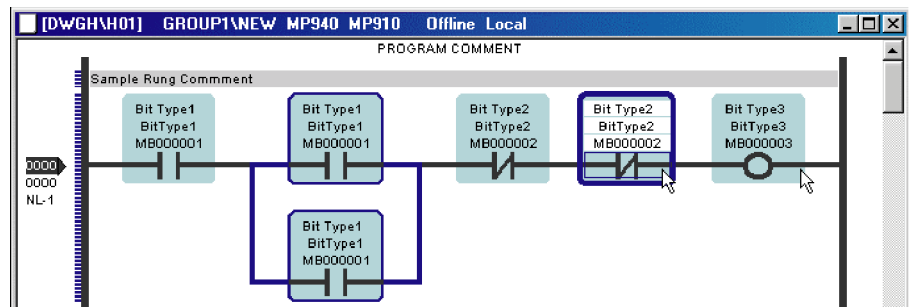 [DWGH\H01] GROUP1\NEW MP940 MP910 Offline Local
PROGRAM COMMENT
Sample Rung Commment
Bit Type1
BitType1
MB000001
Bit Type1
BitType1
MB000001
Bit Type2
BitType2
MB000002
Bit Type2
BitType2
MB000002
Bit Type3
BitType3
MB000003
0000
0000
NL-1
Bit Type1
BitType1
MB000001